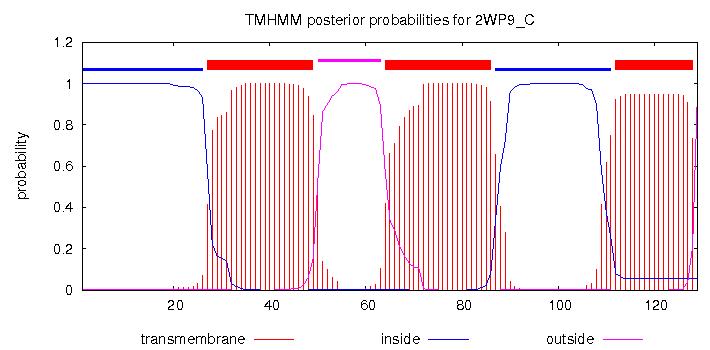 TMHMM posterior probabilities for 2WP9_C
1.2
1
0.8
0.6
0.4
0.2
0
probability
20 40 60 80 100 120
transmembrane inside outside